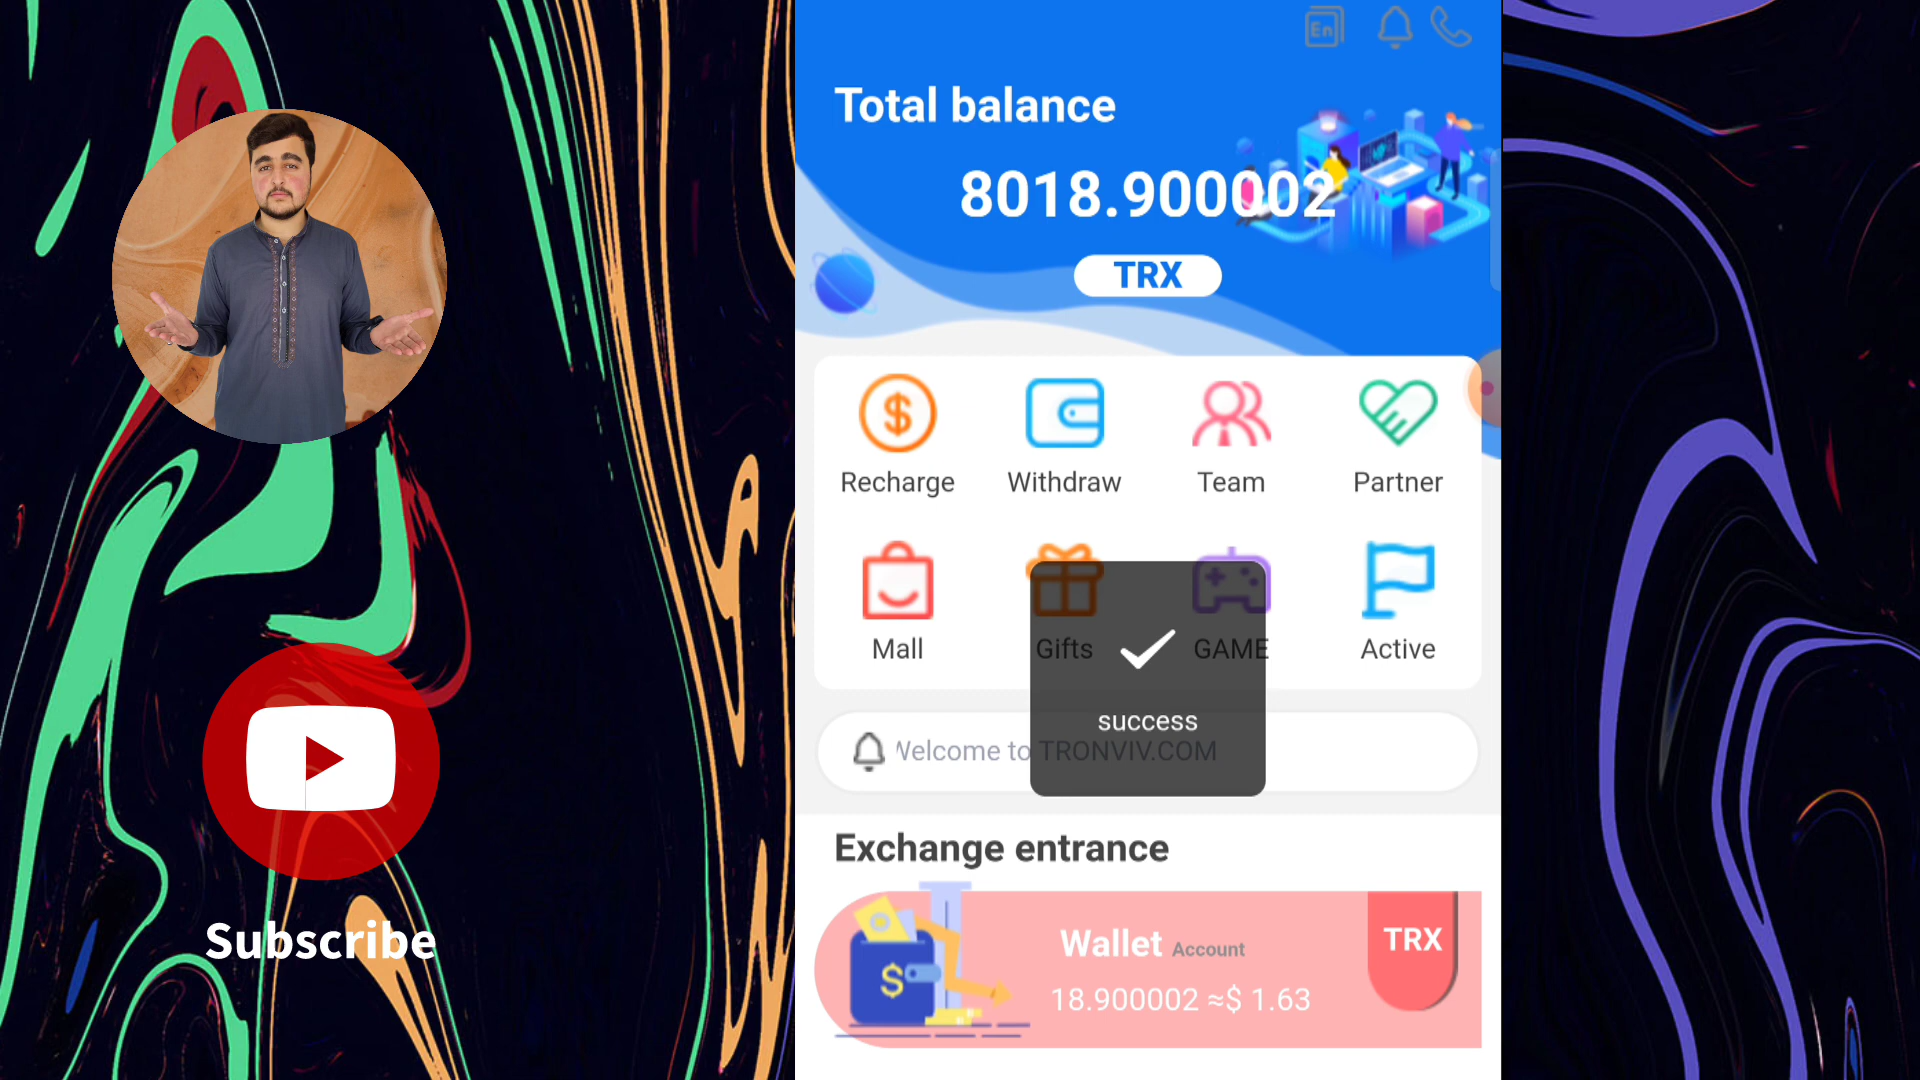 Subscribe
En
Total balance
8018.900002
TRX
Recharge
Withdraw
Team
Partner
Mall
Gifts
GAME
Active
success
Welcome to TRONVIV.COM
Exchange entrance
Wallet Account
TRX
18.900002 ≈$ 1.63